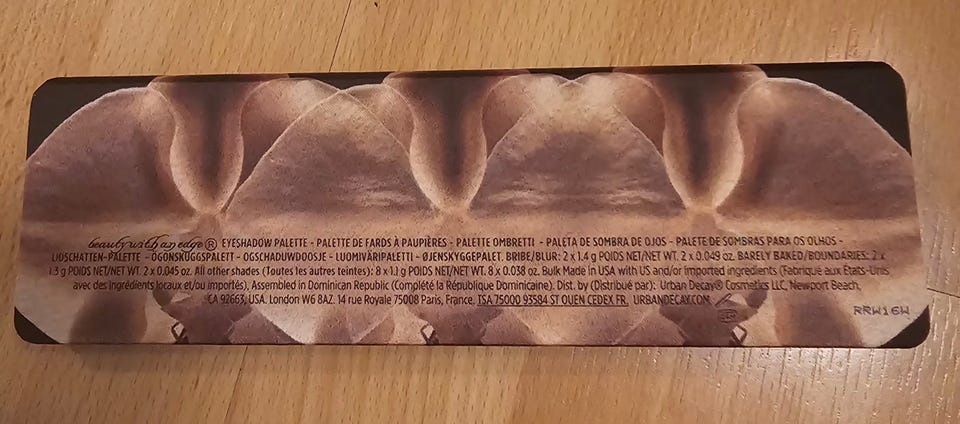 beauty with an edge® EYESHADOW PALETTE - PALETTE DE FARDS À PAUPIÈRES - PALETTE OMBRETTI - PALETA DE SOMBRA DE OJOS - PALETE DE SOMBRAS PARA OS OLHOS -
LIDSCHATTEN-PALETTE - ÖGONSKUGGSPALETT - OGSCHADUWDOOSJE - LUOMIVÄRIPALETTI - ØJENSKYGGEPALET. BRIBE/BLUR: 2 x 1.4 g POIDS NET/NET WT. 2 x 0.049 oz. BARELY BAKED/BOUNDARIES: 2 x
1.3 g POIDS NET/NET WT. 2 x 0.045 oz. All other shades (Toutes les autres teintes): 8 x 1.1 g POIDS NET/NET WT. 8 x 0.038 oz. Bulk Made in USA with US and/or imported ingredients (Fabriqué aux Etats-Unis
avec des ingrédients locaux et/ou importés), Assembled in Dominican Republic (Complété la République Dominicaine). Dist. by (Distribué par): Urban Decay® Cosmetics LLC, Newport Beach,
CA 92663, USA. London W6 8AZ. 14 rue Royale 75008 Paris, France. TSA 75000 93584 ST OUEN CEDEX FR. URBANDECAY.COM
RRW16W